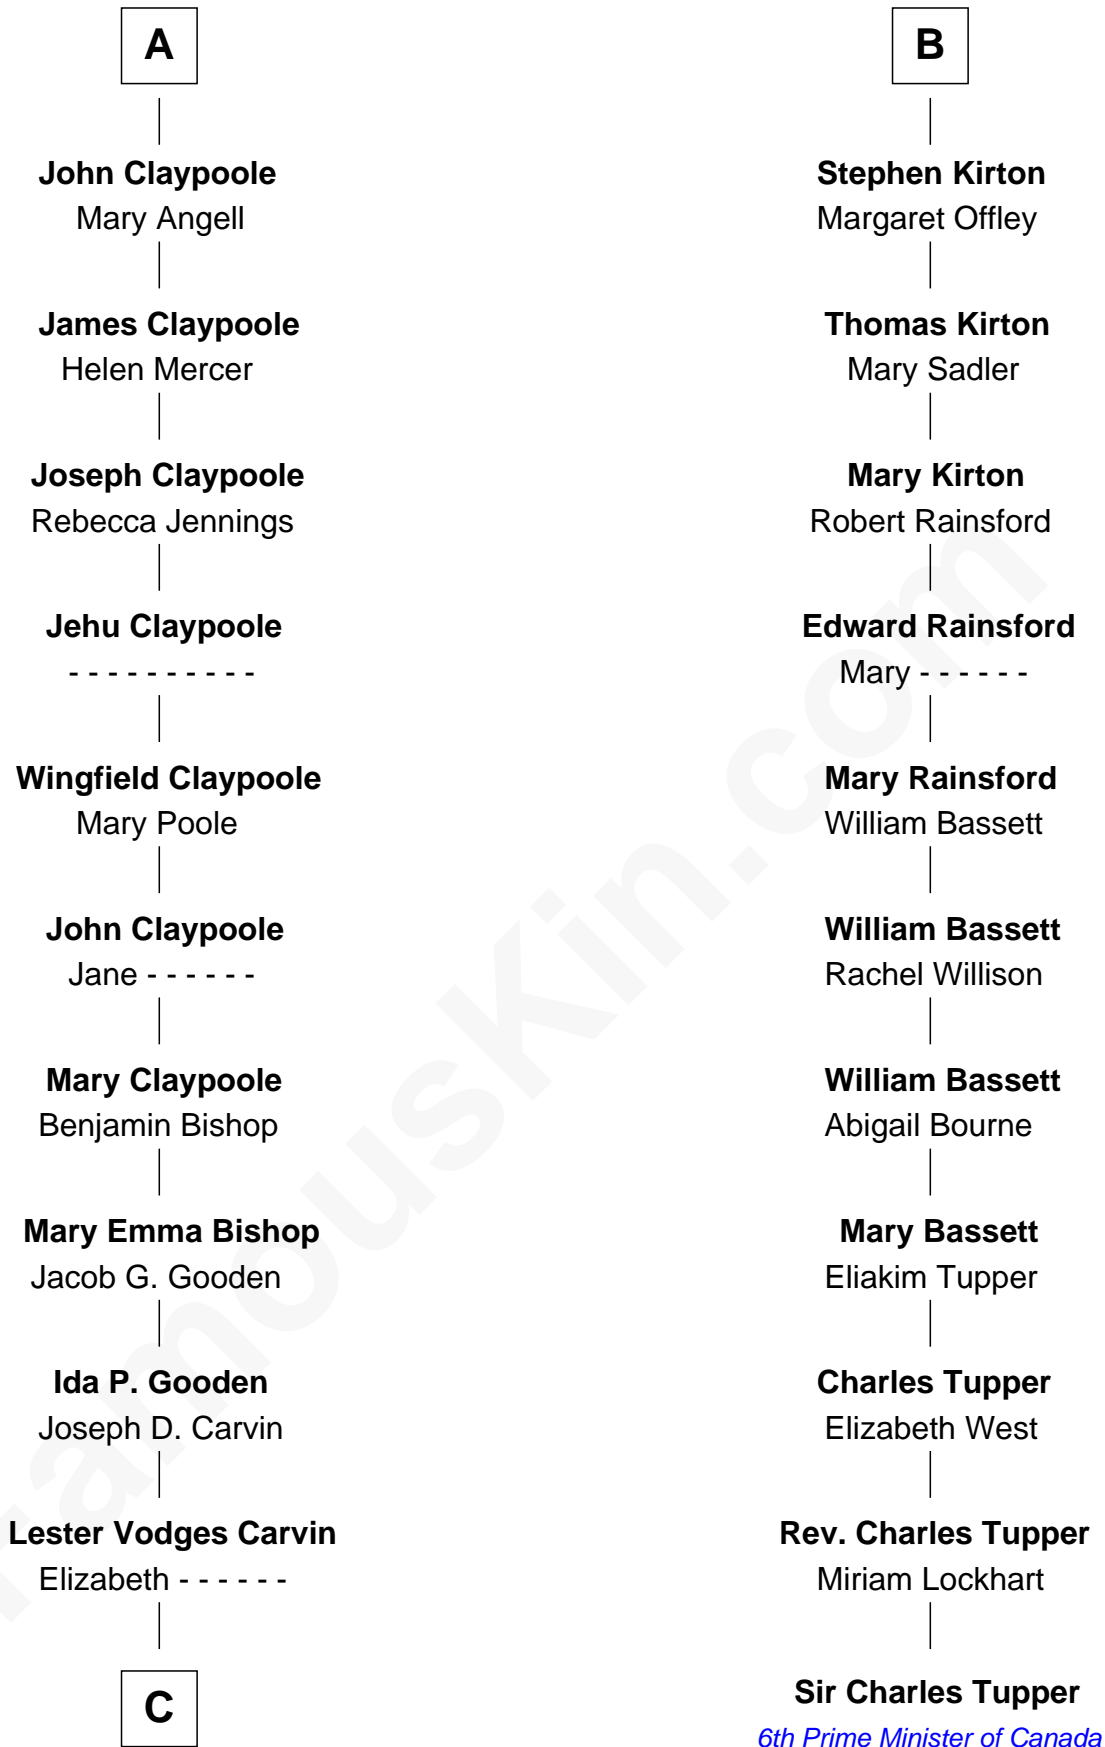 A
John Claypoole
Mary Angell
James Claypoole
Helen Mercer
Joseph Claypoole
Rebecca Jennings
Jehu Claypoole
- - - - - - - - - -
Wingfield Claypoole
Mary Poole
John Claypoole
Jane - - - - - -
Mary Claypoole
Benjamin Bishop
Mary Emma Bishop
Jacob G. Gooden
Ida P. Gooden
Joseph D. Carvin
Lester Vodges Carvin
Elizabeth - - - - - -
C
B
Stephen Kirton
Margaret Offley
Thomas Kirton
Mary Sadler
Mary Kirton
Robert Rainsford
Edward Rainsford
Mary - - - - - -
Mary Rainsford
William Bassett
William Bassett
Rachel Willison
William Bassett
Abigail Bourne
Mary Bassett
Eliakim Tupper
Charles Tupper
Elizabeth West
Rev. Charles Tupper
Miriam Lockhart
Sir Charles Tupper
6th Prime Minister of Canada
FamousKin.com